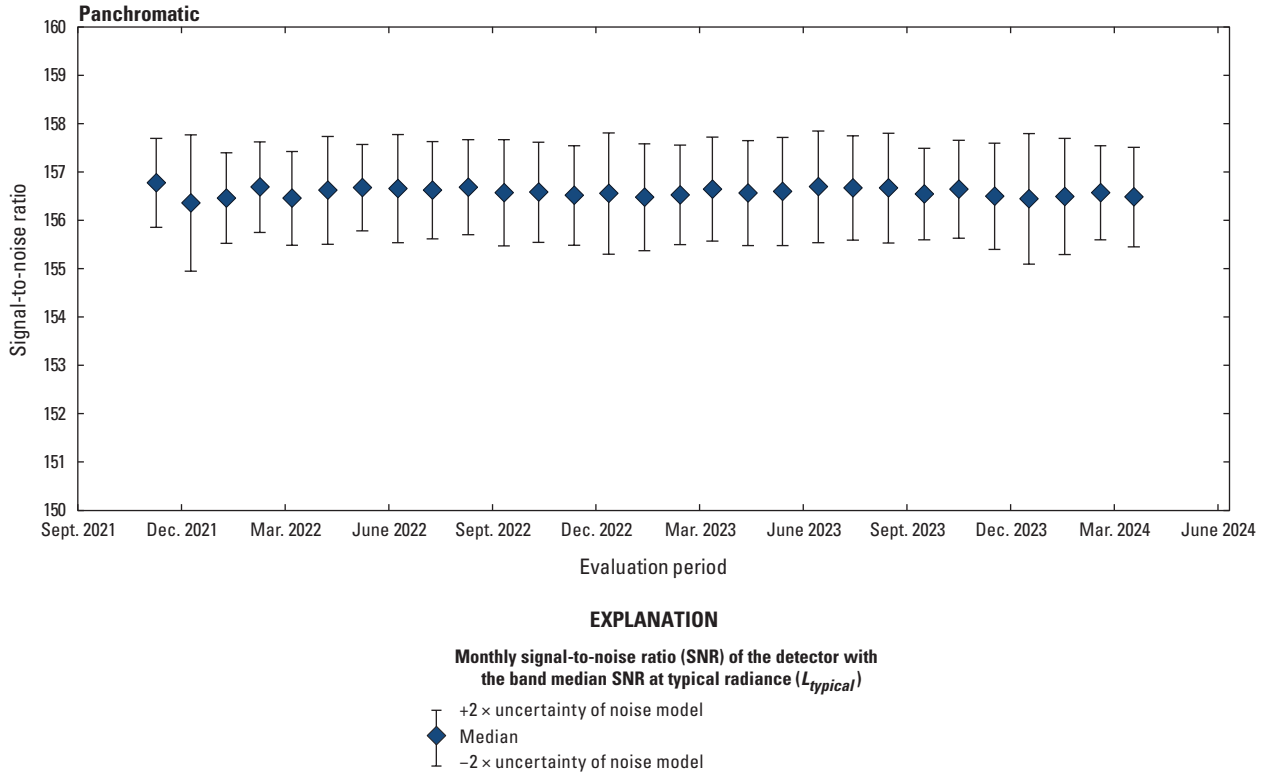 Panchromatic
160
159
158
157
156
155
154
153
152
151
150
Signal-to-noise ratio
Sept. 2021 Dec. 2021 Mar. 2022 June 2022 Sept. 2022 Dec. 2022 Mar. 2023 June 2023 Sept. 2023 Dec. 2023 Mar. 2024 June 2024
Evaluation period
EXPLANATION
Monthly signal-to-noise ratio (SNR) of the detector with
the band median SNR at typical radiance (Ltypical)
+2 × uncertainty of noise model
Median
−2 × uncertainty of noise model